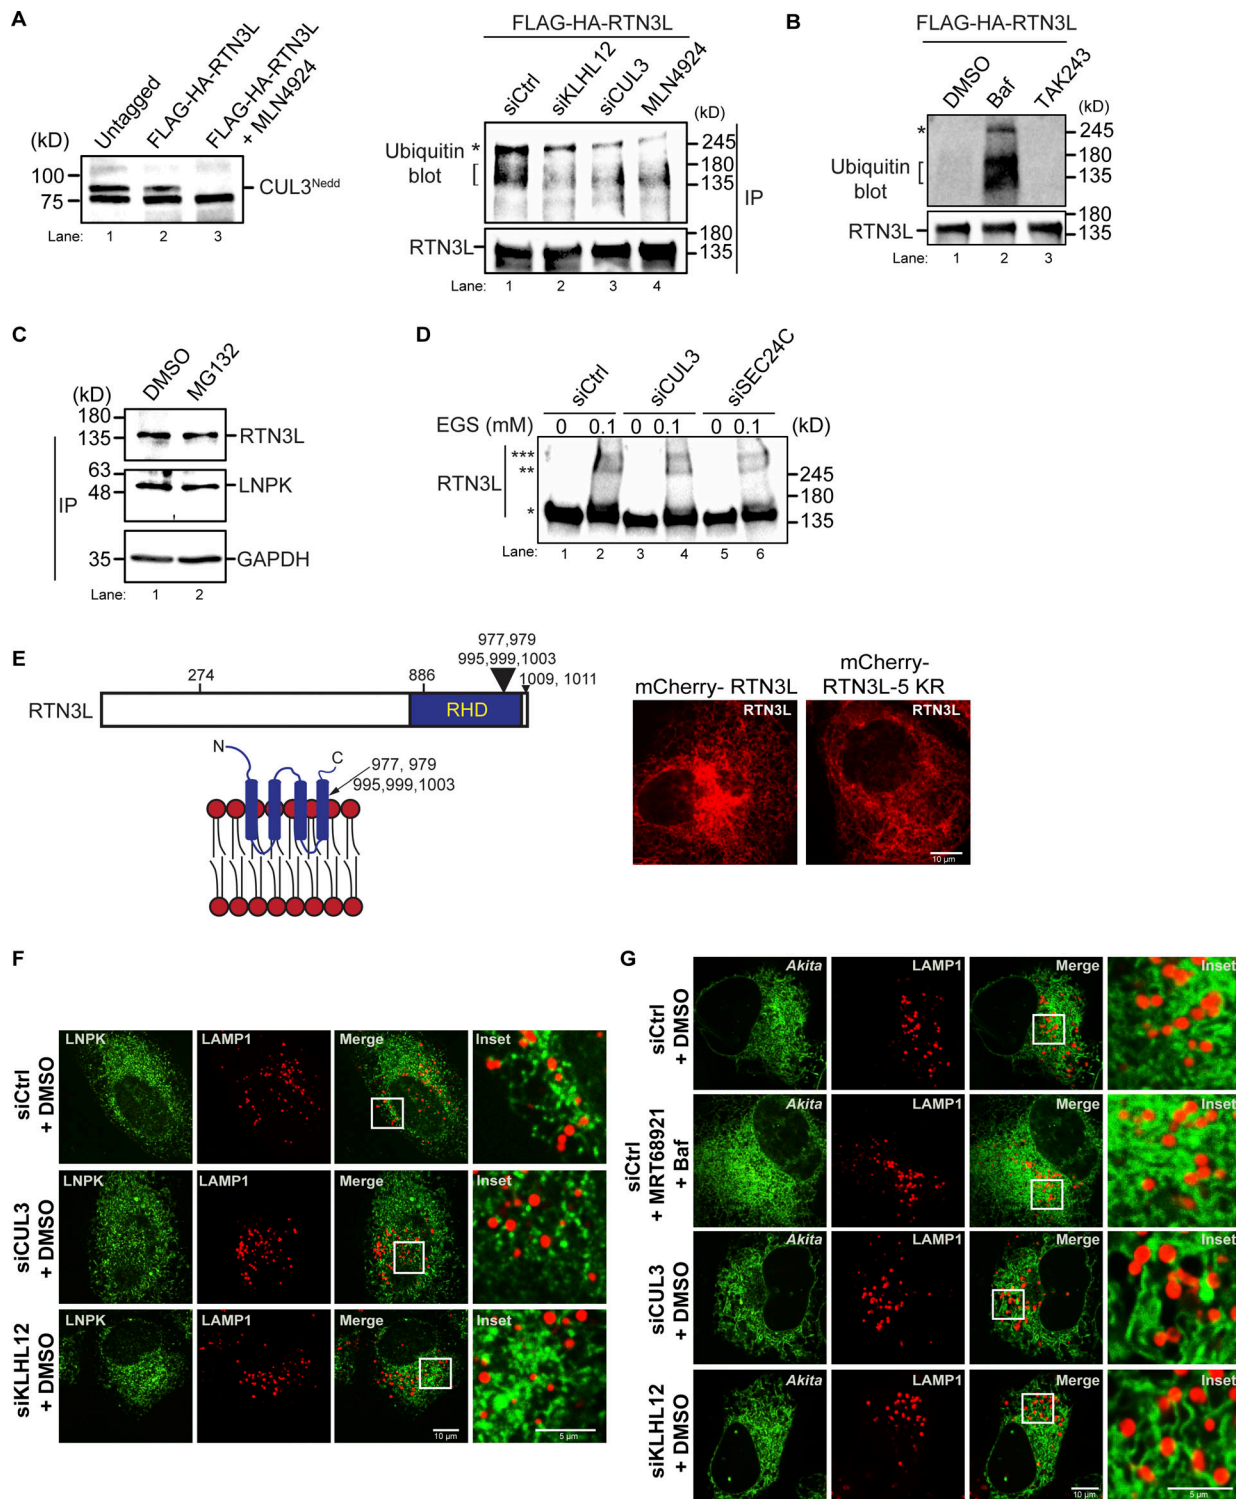 A
Untagged
FLAG-HA-RTN3L
FLAG-HA-RTN3L
+ MLN4924
(kD)
100
75
CUL3Nedd
Lane: 1 2 3
FLAG-HA-RTN3L
siCtrl
siKLHL12
siCUL3
MLN4924
(kD)
Ubiquitin *
blot
245
180
135
IP
RTN3L
180
135
Lane: 1 2 3 4
B
FLAG-HA-RTN3L
DMSO
Baf
TAK243
(kD)
*
Ubiquitin
blot
245
180
135
RTN3L
180
135
1 2 3
Lane:
C
DMSO
MG132
(kD)
180
135
RTN3L
63
48
LNPK
IP
35
GAPDH
Lane: 1 2
D
siCtrl
siCUL3
siSEC24C
EGS (mM) 0 0.1 0 0.1 0 0.1 (kD)
***
**
RTN3L
*
245
180
135
Lane: 1 2 3 4 5 6
E
977,979
995,999,1003
274
886
1009, 1011
RTN3L
RHD
N
C
977, 979
995,999,1003
mCherry- RTN3L
RTN3L
mCherry-
RTN3L-5 KR
RTN3L
10 µm
F
siCtrl
+ DMSO
LNPK LAMP1 Merge Inset
siCUL3
+ DMSO
LNPK LAMP1 Merge Inset
siKLHL12
+ DMSO
LNPK LAMP1 Merge Inset
10 µm
5 µm
G
siCtrl
+ DMSO
Akita LAMP1 Merge Inset
siCtrl
+ MRT68921
+ Baf
Akita LAMP1 Merge Inset
siCUL3
+ DMSO
Akita LAMP1 Merge Inset
siKLHL12
+ DMSO
Akita LAMP1 Merge Inset
10 µm
5 µm